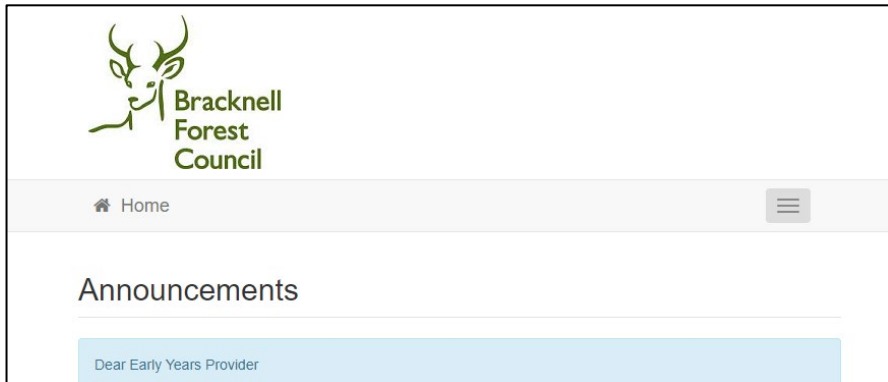 Bracknell
Forest
Council
Home
Announcements
Dear Early Years Provider